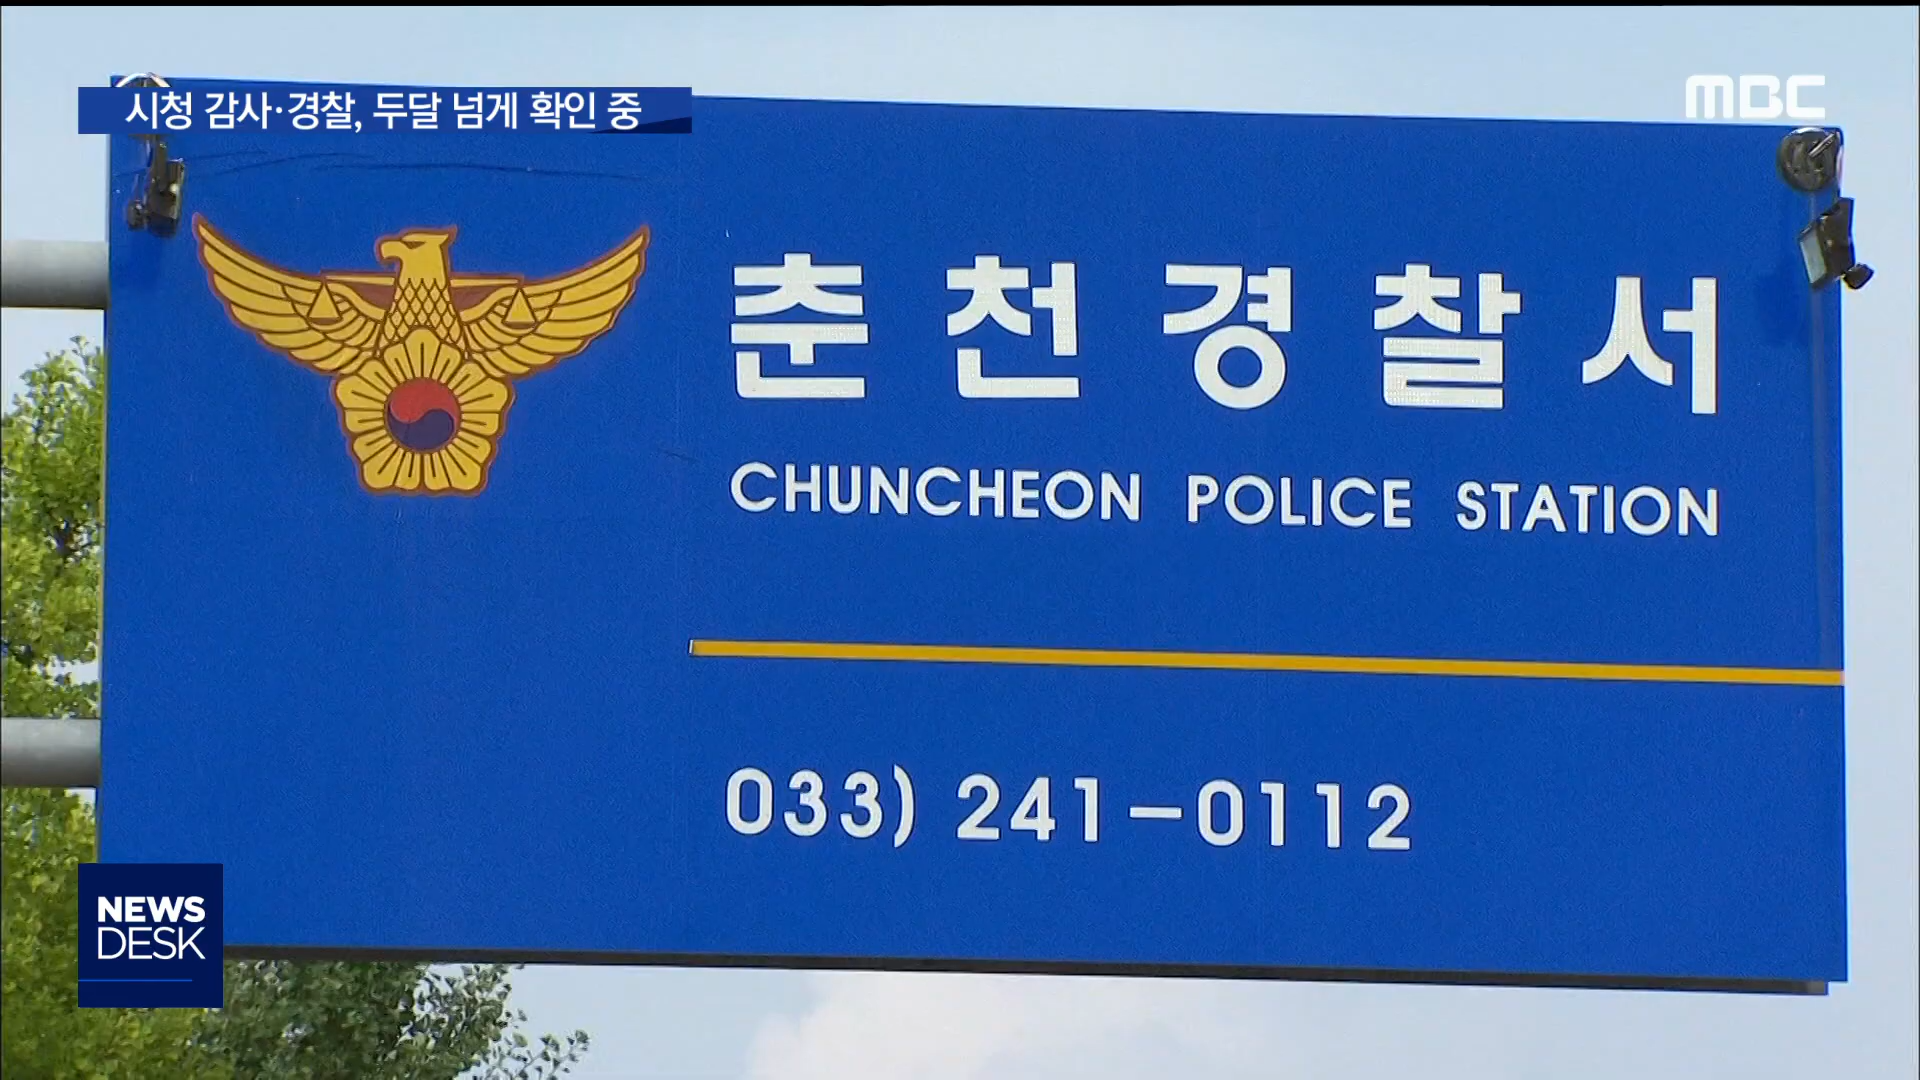 시청 감사·경찰, 두달 넘게 확인 중
MBC
춘천경찰서
CHUNCHEON POLICE STATION
033) 241-0112
NEWS
DESK